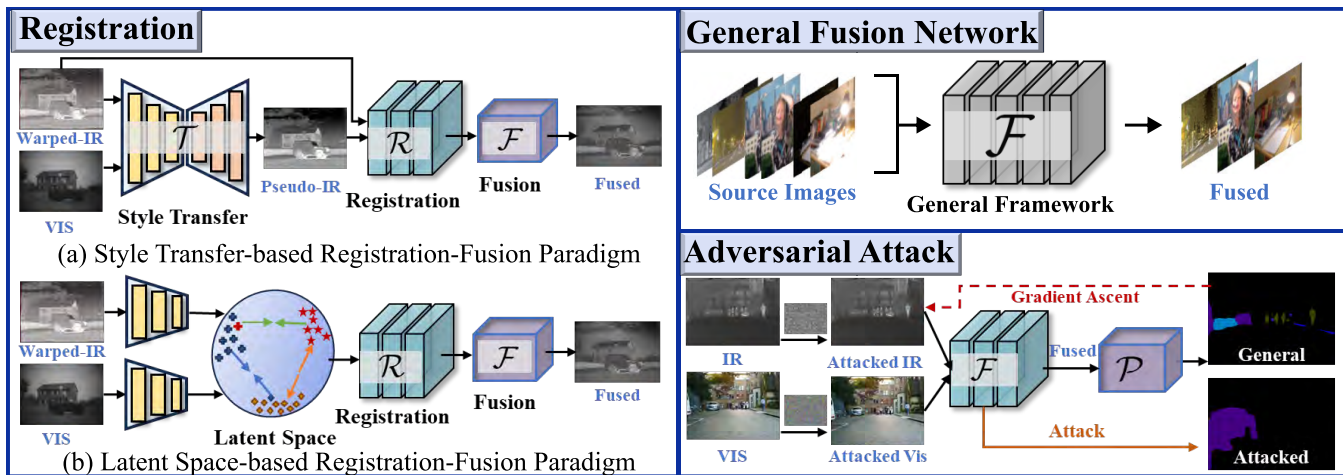 Registration
Warped-IR
VIS
T
Style Transfer
Pseudo-IR
R
Registration
F
Fusion
Fused
(a) Style Transfer-based Registration-Fusion Paradigm
Warped-IR
VIS
Latent Space
R
Registration
F
Fusion
Fused
(b) Latent Space-based Registration-Fusion Paradigm
General Fusion Network
Source Images
F
General Framework
Fused
Adversarial Attack
IR
Attacked IR
Gradient Ascent
VIS
Attacked Vis
F
Fused
P
General
Attack
Attacked